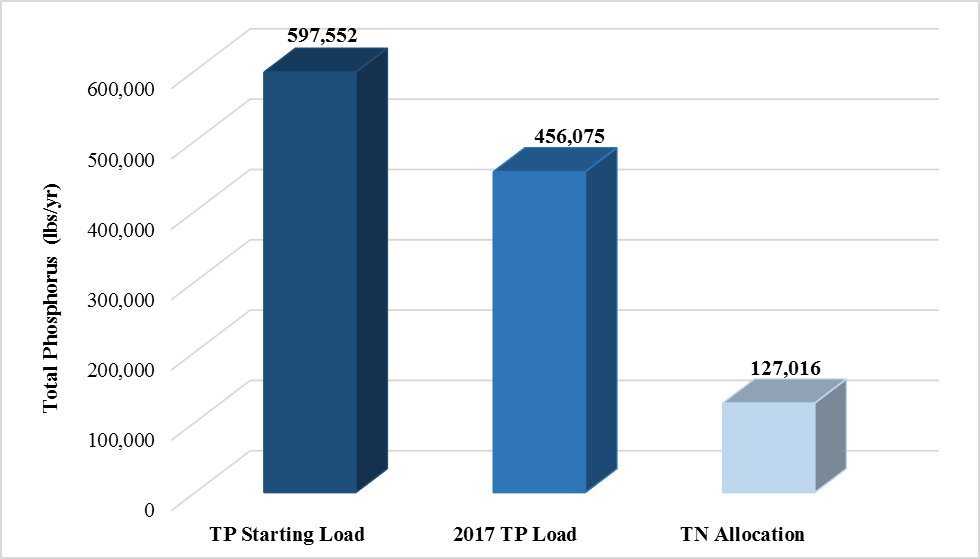 597,552
456,075
127,016
600,000
500,000
400,000
300,000
200,000
100,000
0
Total Phosphorus (lbs/yr)
TP Starting Load
2017 TP Load
TN Allocation